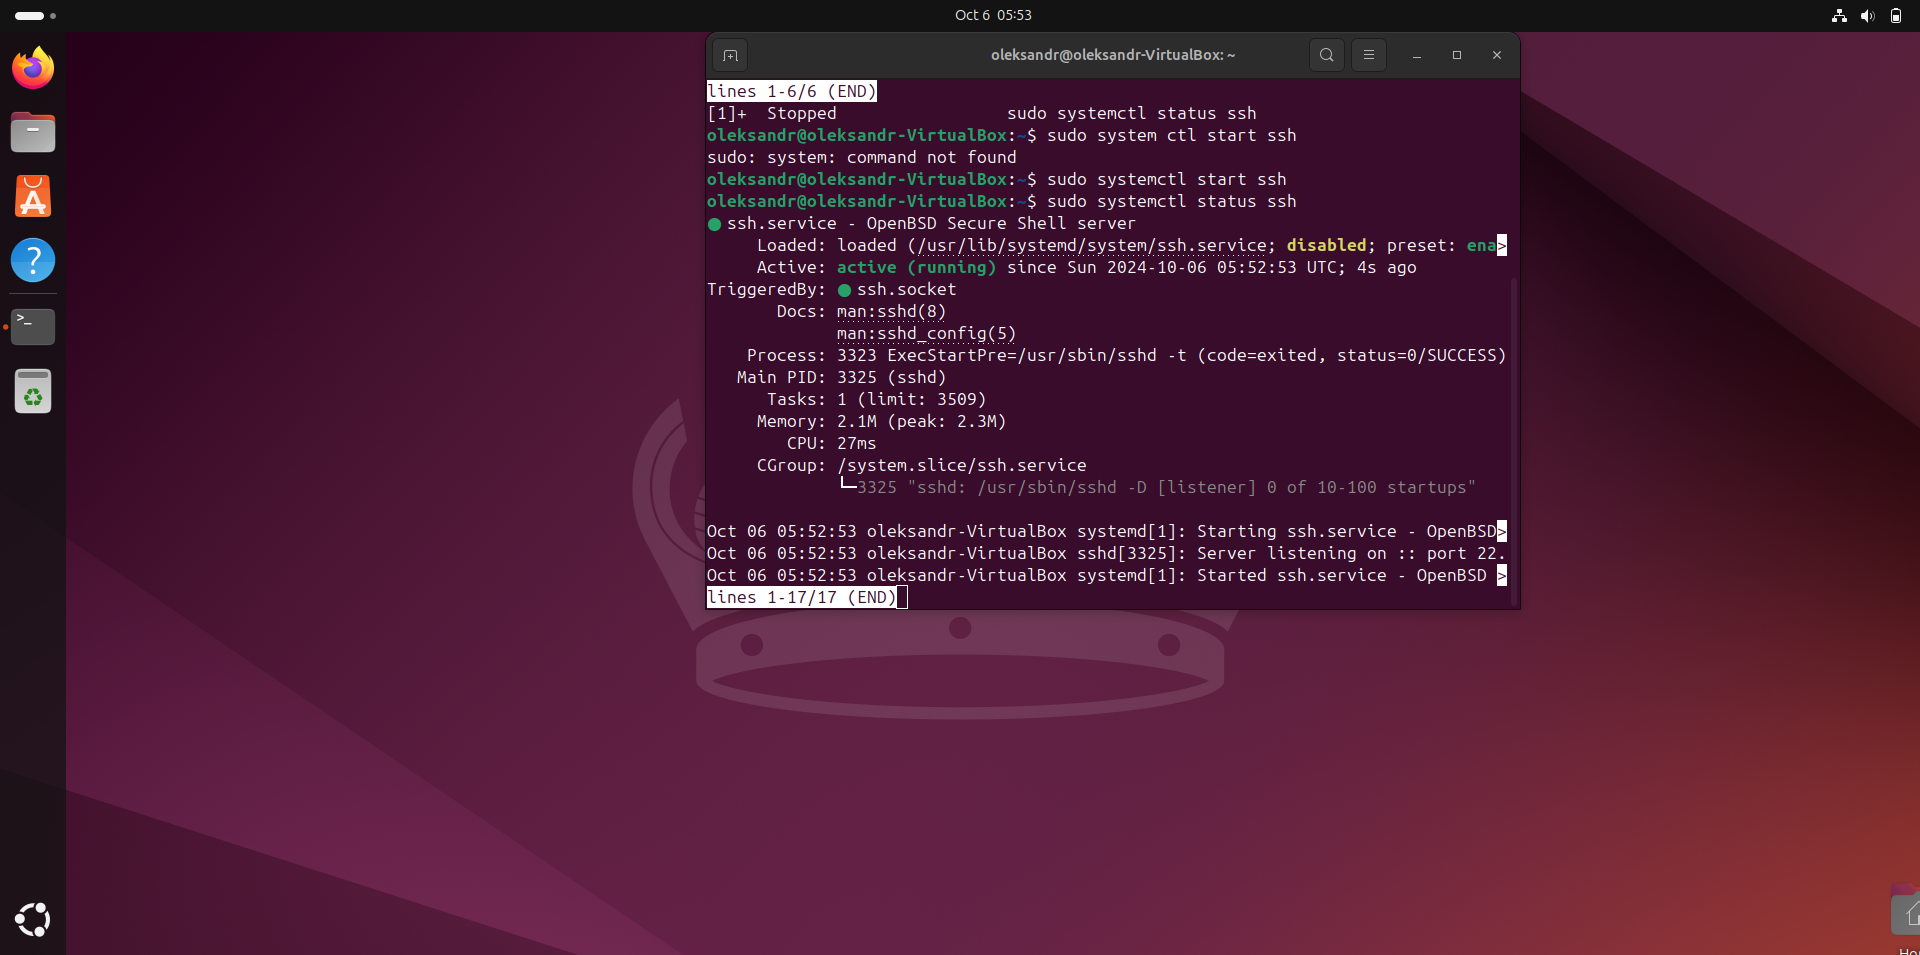 Oct 6 05:53
oleksandr@oleksandr-VirtualBox: ~
lines 1-6/6 (END)
[1]+  Stopped                 sudo systemctl status ssh
oleksandr@oleksandr-VirtualBox:~$ sudo system ctl start ssh
sudo: system: command not found
oleksandr@oleksandr-VirtualBox:~$ sudo systemctl start ssh
oleksandr@oleksandr-VirtualBox:~$ sudo systemctl status ssh
● ssh.service - OpenBSD Secure Shell server
     Loaded: loaded (/usr/lib/systemd/system/ssh.service; disabled; preset: ena>
     Active: active (running) since Sun 2024-10-06 05:52:53 UTC; 4s ago
TriggeredBy: ● ssh.socket
       Docs: man:sshd(8)
             man:sshd_config(5)
    Process: 3323 ExecStartPre=/usr/sbin/sshd -t (code=exited, status=0/SUCCESS)
   Main PID: 3325 (sshd)
      Tasks: 1 (limit: 3509)
     Memory: 2.1M (peak: 2.3M)
        CPU: 27ms
     CGroup: /system.slice/ssh.service
             └─3325 "sshd: /usr/sbin/sshd -D [listener] 0 of 10-100 startups"
Oct 06 05:52:53 oleksandr-VirtualBox systemd[1]: Starting ssh.service - OpenBSD>
Oct 06 05:52:53 oleksandr-VirtualBox sshd[3325]: Server listening on :: port 22.
Oct 06 05:52:53 oleksandr-VirtualBox systemd[1]: Started ssh.service - OpenBSD >
lines 1-17/17 (END)